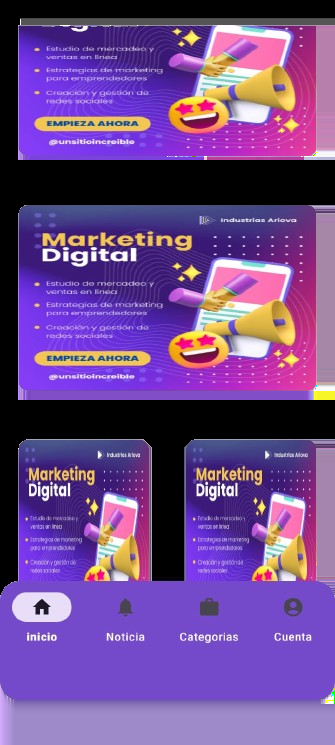 Estudio de mercadeo y
ventas en línea
Estrategias de marketing
para emprendedores
Creación y gestión de
redes sociales
EMPIEZA AHORA
@unsitioincreible
Industrias Ariova
Marketing
Digital
Estudio de mercadeo y
ventas en línea
Estrategias de marketing
para emprendedores
Creación y gestión de
redes sociales
EMPIEZA AHORA
@unsitioincreible
Industrias Ariova
Marketing
Digital
Estudio de mercadeo y
ventas en línea
Estrategias de marketing
para emprendedores
Creación y gestión de
redes sociales
Industrias Ariova
Marketing
Digital
Estudio de mercadeo y
ventas en línea
Estrategias de marketing
para emprendedores
Creación y gestión de
redes sociales
inicio
Noticia
Categorias
Cuenta